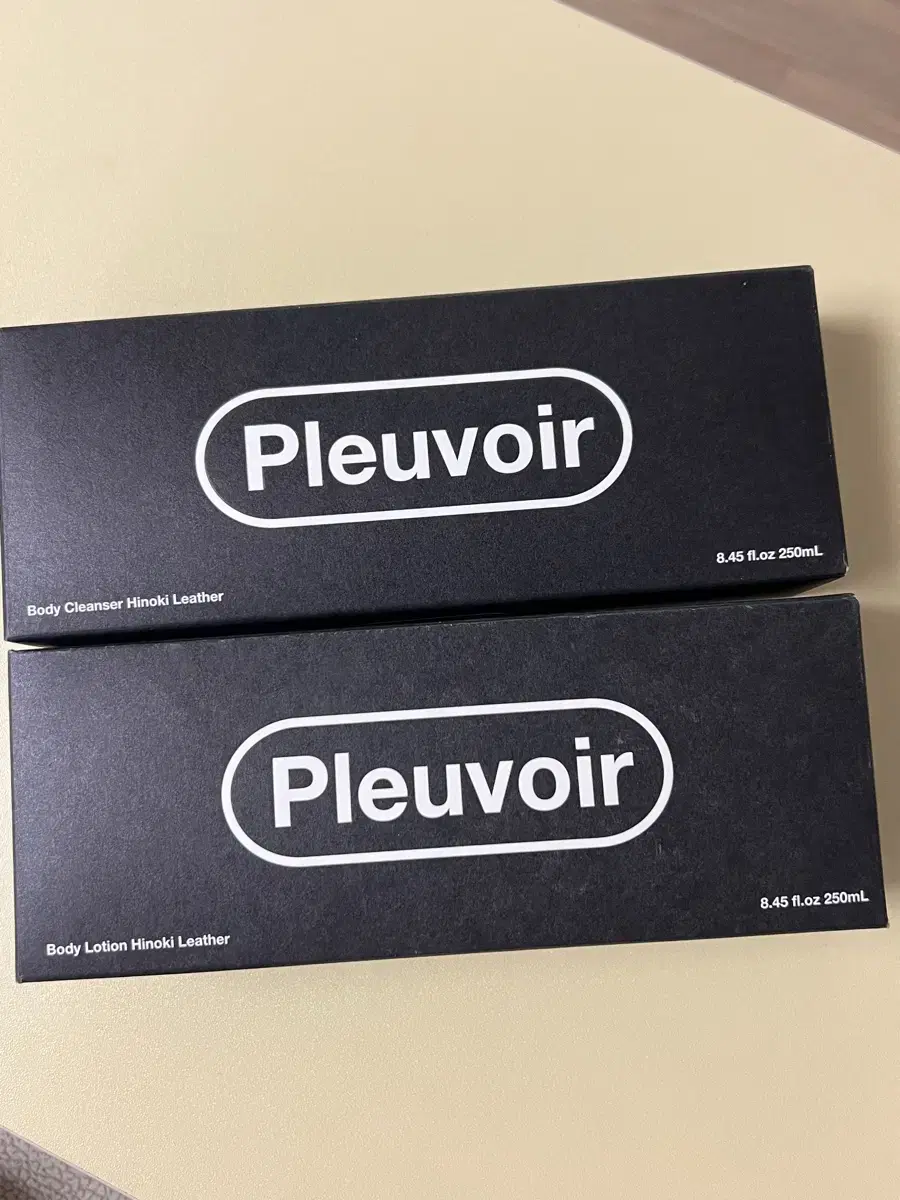 Pleuvoir
8.45 fl.oz 250mL
Body Cleanser Hinoki Leather
Pleuvoir
8.45 fl.oz 250mL
Body Lotion Hinoki Leather